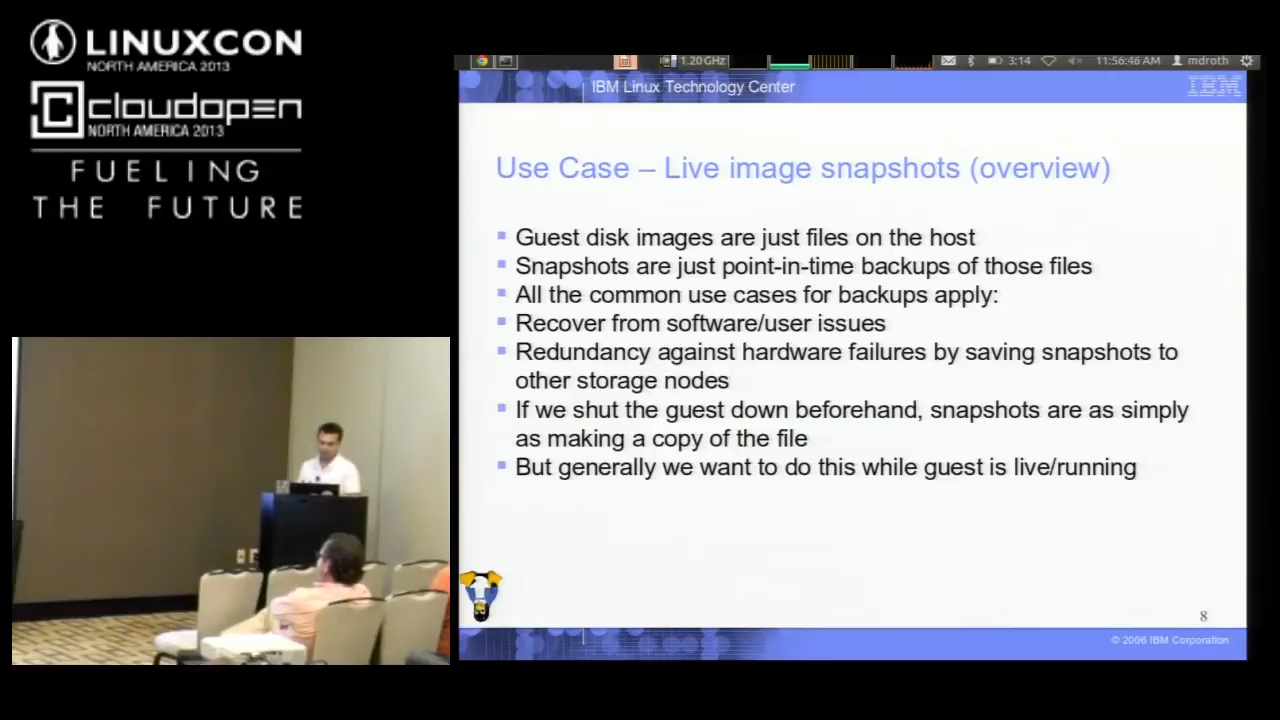 LINUXCON
NORTH AMERICA 2013
cloudopen
NORTH AMERICA 2013
FUELING
THE FUTURE
1.20 GHz
3:14
11:56:46 AM
mdroth
IBM Linux Technology Center
IBM
Use Case – Live image snapshots (overview)
Guest disk images are just files on the host
Snapshots are just point-in-time backups of those files
All the common use cases for backups apply:
Recover from software/user issues
Redundancy against hardware failures by saving snapshots to
other storage nodes
If we shut the guest down beforehand, snapshots are as simply
as making a copy of the file
But generally we want to do this while guest is live/running
8
© 2006 IBM Corporation